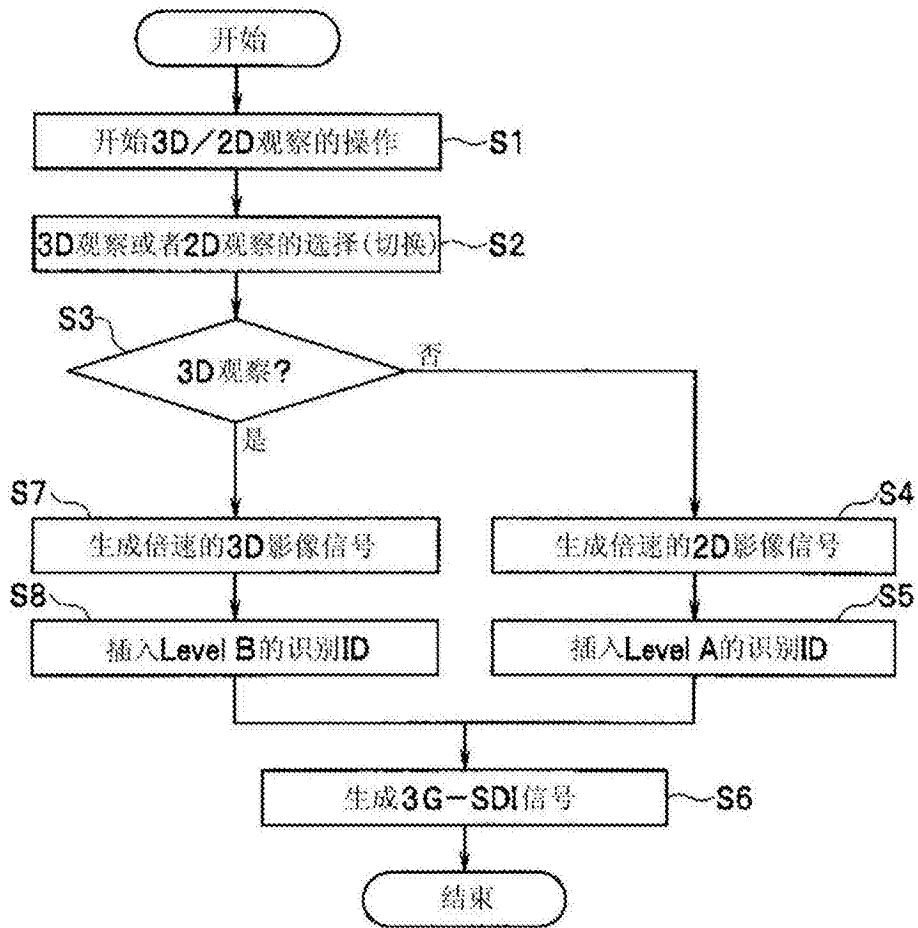 开始
开始3D/2D观察的操作
S1
3D观察或者2D观察的选择(切换)
S2
S3
3D观察?
否
是
S7
生成倍速的3D影像信号
S4
生成倍速的2D影像信号
S8
插入Level B的识别ID
S5
插入Level A的识别ID
生成3G-SDI信号
S6
结束